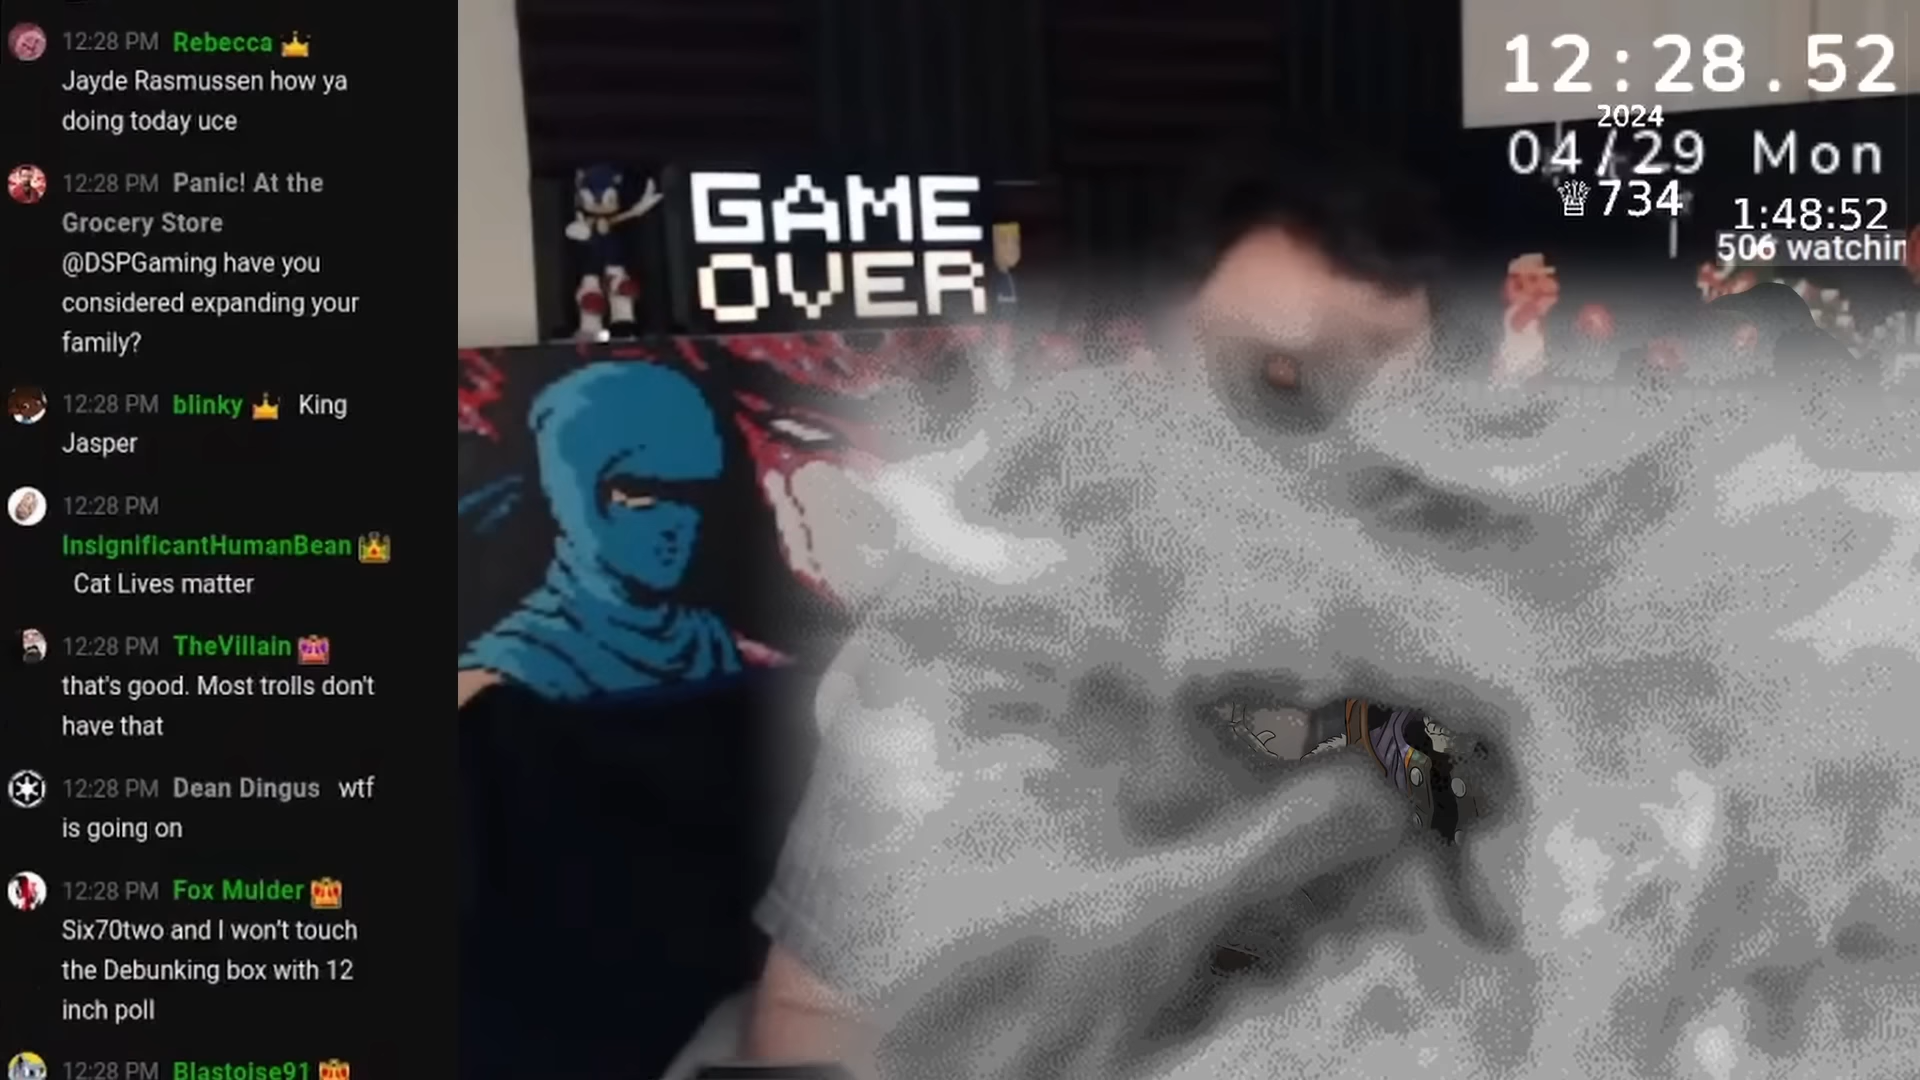 12:28 PM Rebecca
Jayde Rasmussen how ya
doing today uce
12:28 PM Panic! At the
Grocery Store
@DSPGaming have you
considered expanding your
family?
12:28 PM blinky King
Jasper
12:28 PM
InsignificantHumanBean
Cat Lives matter
12:28 PM TheVillain
that's good. Most trolls don't
have that
12:28 PM Dean Dingus wtf
is going on
12:28 PM Fox Mulder
Six70two and I won't touch
the Debunking box with 12
inch poll
12:28 PM Blastoise91
GAME
OVER
12:28.52
2024
04/29 Mon
♕734
1:48:52
506 watchin